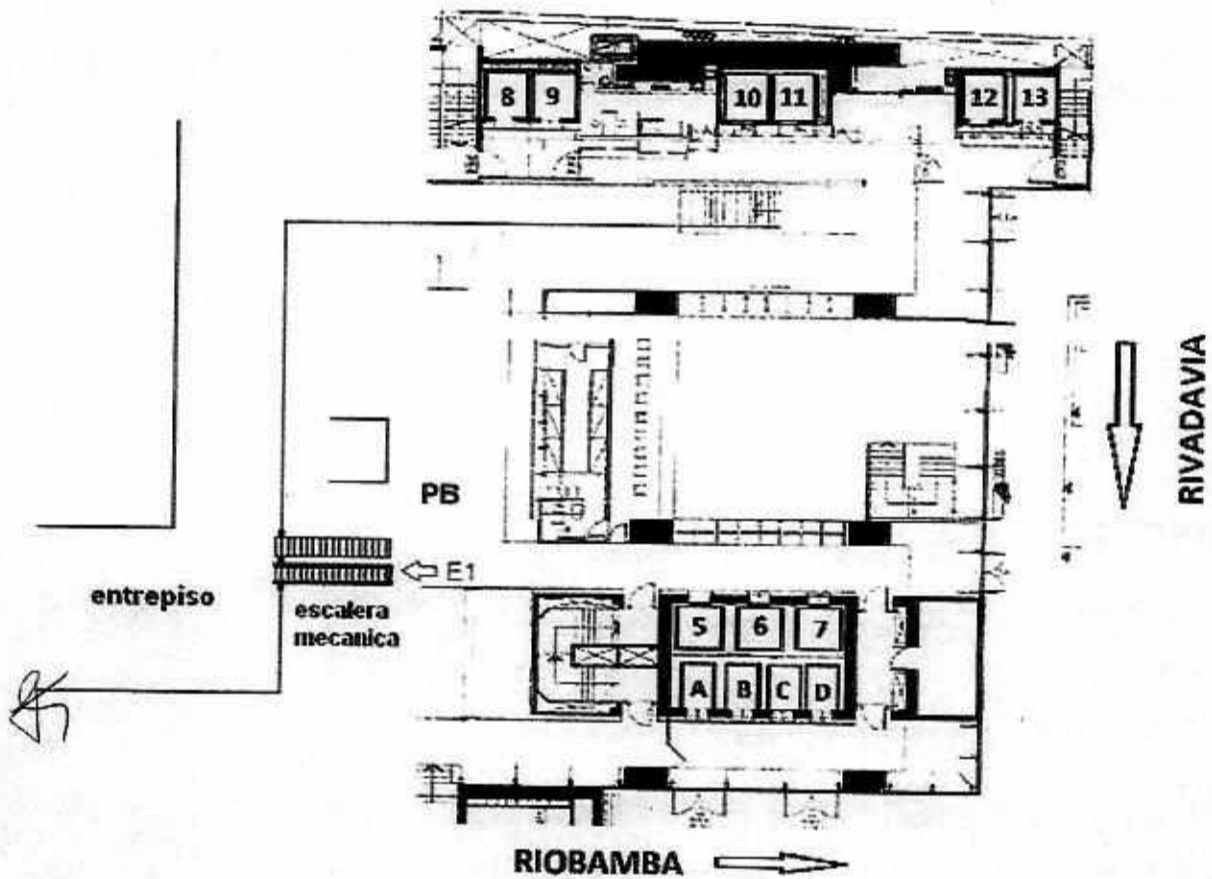 8 9 10 11 12 13
RIVADAVIA
PB
E1
entrepiso
escalera
mecanica
5 6 7
A B C D
RIOBAMBA